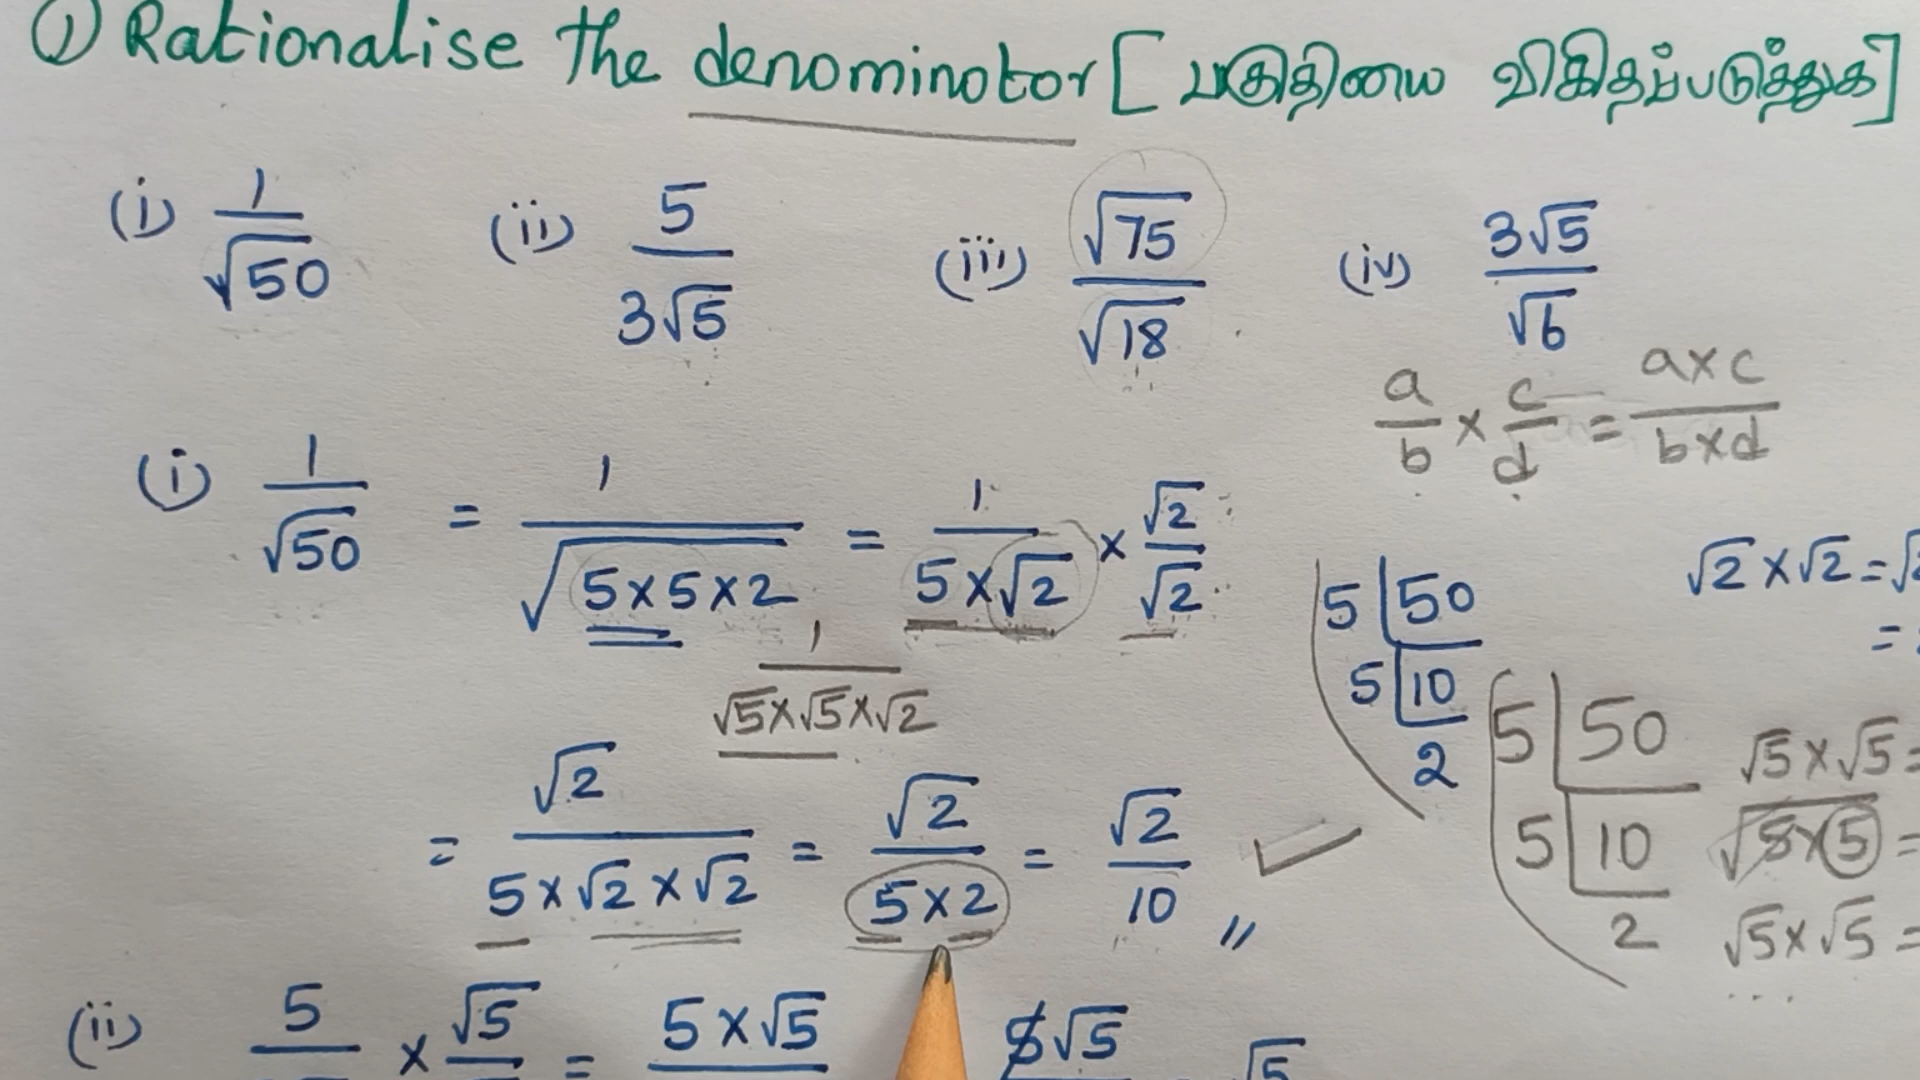 1) Rationalise the denominator [பகுதியை விகிதப்படுத்துக]
(i) 1/√50 (ii) 5/3√5 (iii) √75/√18 (iv) 3√5/√6
a/b × c/d = a×c/b×d
(i) 1/√50 = 1/√(5×5×2) = 1/(5×√2) × √2/√2
1/(√5×√5×√2)
= √2/(5×√2×√2) = √2/(5×2) = √2/10 ,,
5 | 50
5 | 10
2
√2×√2=√
=
5 | 50
5 | 10
2
√5×√5=
√5×5 =
√5×√5 =
(ii) 5 × √5 = 5×√5 5√5 √5